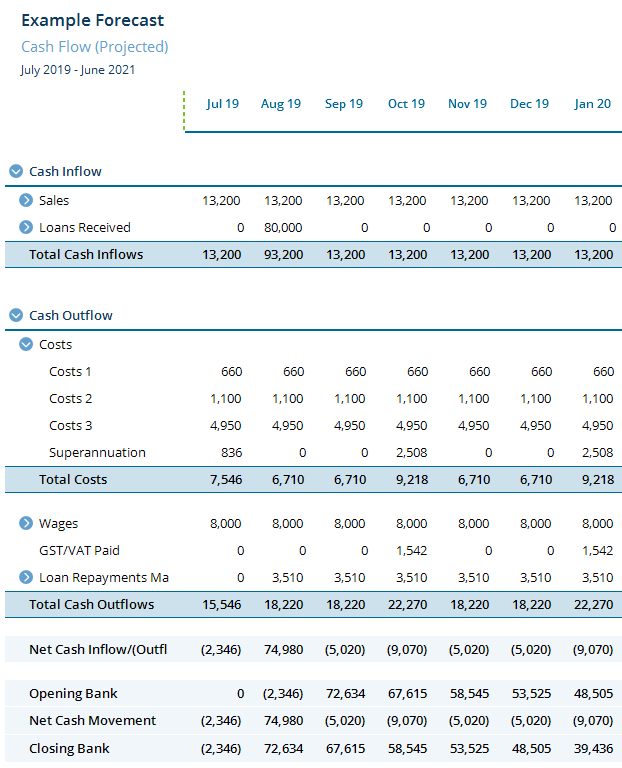 Example Forecast
Cash Flow (Projected)
July 2019 - June 2021
Jul 19 Aug 19 Sep 19 Oct 19 Nov 19 Dec 19 Jan 20
Cash Inflow
Sales 13,200 13,200 13,200 13,200 13,200 13,200 13,200
Loans Received 0 80,000 0 0 0 0 0
Total Cash Inflows 13,200 93,200 13,200 13,200 13,200 13,200 13,200
Cash Outflow
Costs
Costs 1 660 660 660 660 660 660 660
Costs 2 1,100 1,100 1,100 1,100 1,100 1,100 1,100
Costs 3 4,950 4,950 4,950 4,950 4,950 4,950 4,950
Superannuation 836 0 0 2,508 0 0 2,508
Total Costs 7,546 6,710 6,710 9,218 6,710 6,710 9,218
Wages 8,000 8,000 8,000 8,000 8,000 8,000 8,000
GST/VAT Paid 0 0 0 1,542 0 0 1,542
Loan Repayments Ma 0 3,510 3,510 3,510 3,510 3,510 3,510
Total Cash Outflows 15,546 18,220 18,220 22,270 18,220 18,220 22,270
Net Cash Inflow/(Outfl (2,346) 74,980 (5,020) (9,070) (5,020) (5,020) (9,070)
Opening Bank 0 (2,346) 72,634 67,615 58,545 53,525 48,505
Net Cash Movement (2,346) 74,980 (5,020) (9,070) (5,020) (5,020) (9,070)
Closing Bank (2,346) 72,634 67,615 58,545 53,525 48,505 39,436